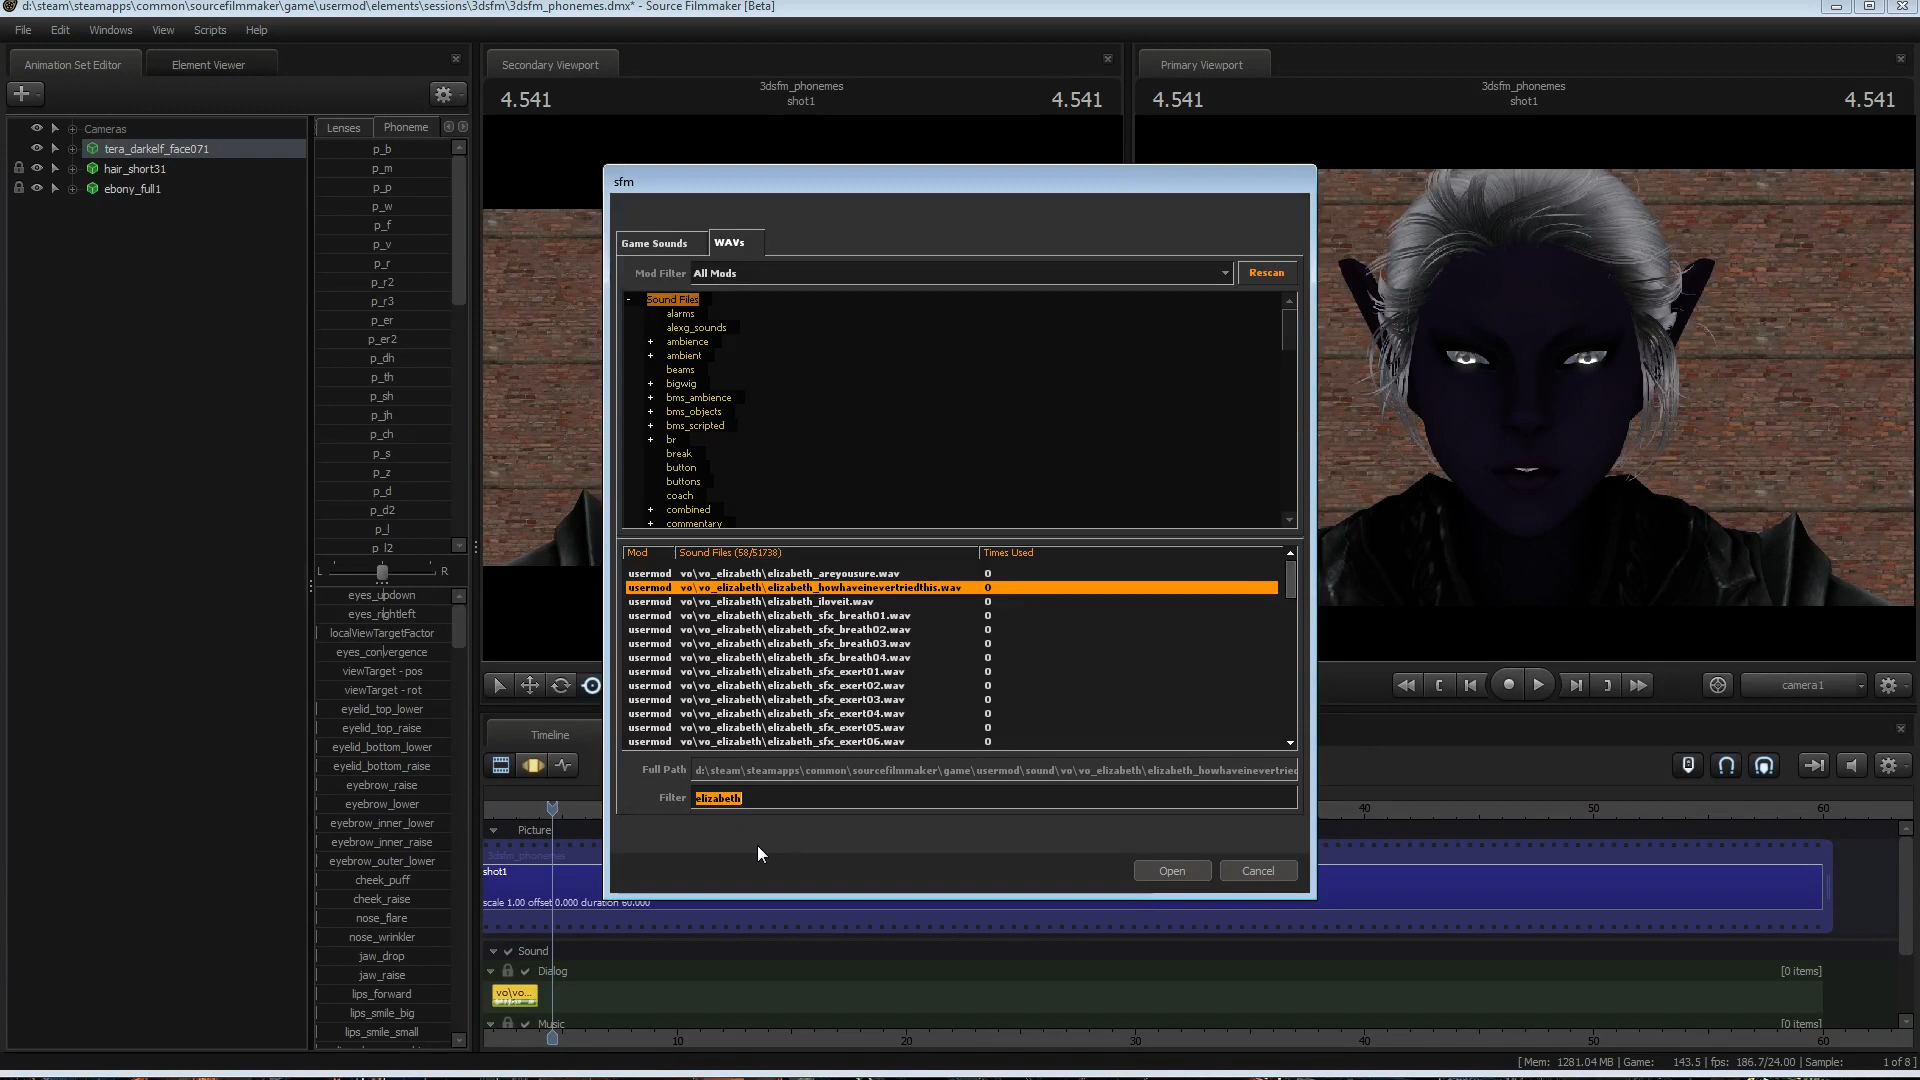 d:\steam\steamapps\common\sourcefilmmaker\game\usermod\elements\sessions\3dsfm\3dsfm_phonemes.dmx* - Source Filmmaker [Beta]
File Edit Windows View Scripts Help
Animation Set Editor Element Viewer
Cameras
tera_darkelf_face071
hair_short31
ebony_full1
Lenses Phoneme
p_b
p_m
p_p
p_w
p_f
p_v
p_r
p_r2
p_r3
p_er
p_er2
p_dh
p_th
p_sh
p_jh
p_ch
p_s
p_z
p_d
p_d2
p_l
p_l2
L R
eyes_updown
eyes_rightleft
localViewTargetFactor
eyes_convergence
viewTarget - pos
viewTarget - rot
eyelid_top_lower
eyelid_top_raise
eyelid_bottom_lower
eyelid_bottom_raise
eyebrow_raise
eyebrow_lower
eyebrow_inner_lower
eyebrow_inner_raise
eyebrow_outer_lower
cheek_puff
cheek_raise
nose_flare
nose_wrinkler
jaw_drop
jaw_raise
lips_forward
lips_smile_big
lips_smile_small
Secondary Viewport
4.541 3dsfm_phonemes 4.541
shot1
Primary Viewport
4.541 3dsfm_phonemes 4.541
shot1
sfm
Game Sounds WAVs
Mod Filter All Mods Rescan
- Sound Files
alarms
alexg_sounds
+ ambience
+ ambient
beams
+ bigwig
+ bms_ambience
+ bms_objects
+ bms_scripted
+ br
break
button
buttons
coach
+ combined
+ commentary
Mod Sound Files (58/51738) Times Used
usermod vo\vo_elizabeth\elizabeth_areyousure.wav 0
usermod vo\vo_elizabeth\elizabeth_howhaveinevertriedthis.wav 0
usermod vo\vo_elizabeth\elizabeth_iloveit.wav 0
usermod vo\vo_elizabeth\elizabeth_sfx_breath01.wav 0
usermod vo\vo_elizabeth\elizabeth_sfx_breath02.wav 0
usermod vo\vo_elizabeth\elizabeth_sfx_breath03.wav 0
usermod vo\vo_elizabeth\elizabeth_sfx_breath04.wav 0
usermod vo\vo_elizabeth\elizabeth_sfx_exert01.wav 0
usermod vo\vo_elizabeth\elizabeth_sfx_exert02.wav 0
usermod vo\vo_elizabeth\elizabeth_sfx_exert03.wav 0
usermod vo\vo_elizabeth\elizabeth_sfx_exert04.wav 0
usermod vo\vo_elizabeth\elizabeth_sfx_exert05.wav 0
usermod vo\vo_elizabeth\elizabeth_sfx_exert06.wav 0
Full Path d:\steam\steamapps\common\sourcefilmmaker\game\usermod\sound\vo\vo_elizabeth\elizabeth_howhaveinevertried
Filter elizabeth
Open Cancel
camera1
Timeline
40 50 60
Picture
3dsfm_phonemes
shot1
scale 1.00 offset 0.000 duration 60.000
Sound
Dialog [0 items]
vo\vo...
Music [0 items]
10 20 30 40 50 60
[ Mem: 1281.04 MB | Game: 143.5 | fps: 186.7/24.00 | Sample: 1 of 8 ]